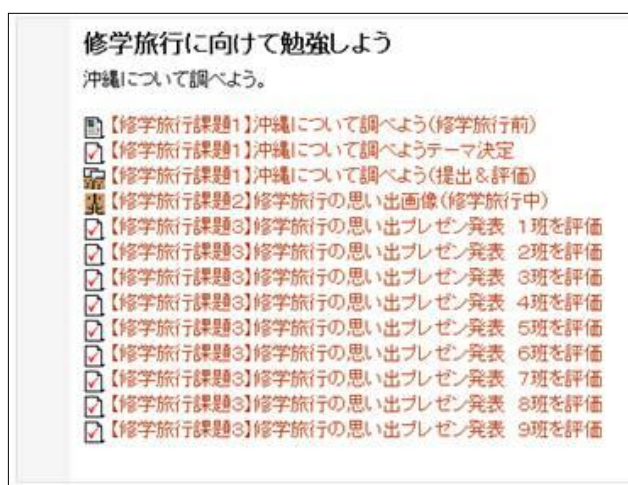 修学旅行に向けて勉強しよう
沖縄について調べよう。
【修学旅行課題1】沖縄について調べよう(修学旅行前)
【修学旅行課題1】沖縄について調べようテーマ決定
【修学旅行課題1】沖縄について調べよう(提出&評価)
【修学旅行課題2】修学旅行の思い出画像(修学旅行中)
【修学旅行課題3】修学旅行の思い出プレゼン発表 1班を評価
【修学旅行課題3】修学旅行の思い出プレゼン発表 2班を評価
【修学旅行課題3】修学旅行の思い出プレゼン発表 3班を評価
【修学旅行課題3】修学旅行の思い出プレゼン発表 4班を評価
【修学旅行課題3】修学旅行の思い出プレゼン発表 5班を評価
【修学旅行課題3】修学旅行の思い出プレゼン発表 6班を評価
【修学旅行課題3】修学旅行の思い出プレゼン発表 7班を評価
【修学旅行課題3】修学旅行の思い出プレゼン発表 8班を評価
【修学旅行課題3】修学旅行の思い出プレゼン発表 9班を評価